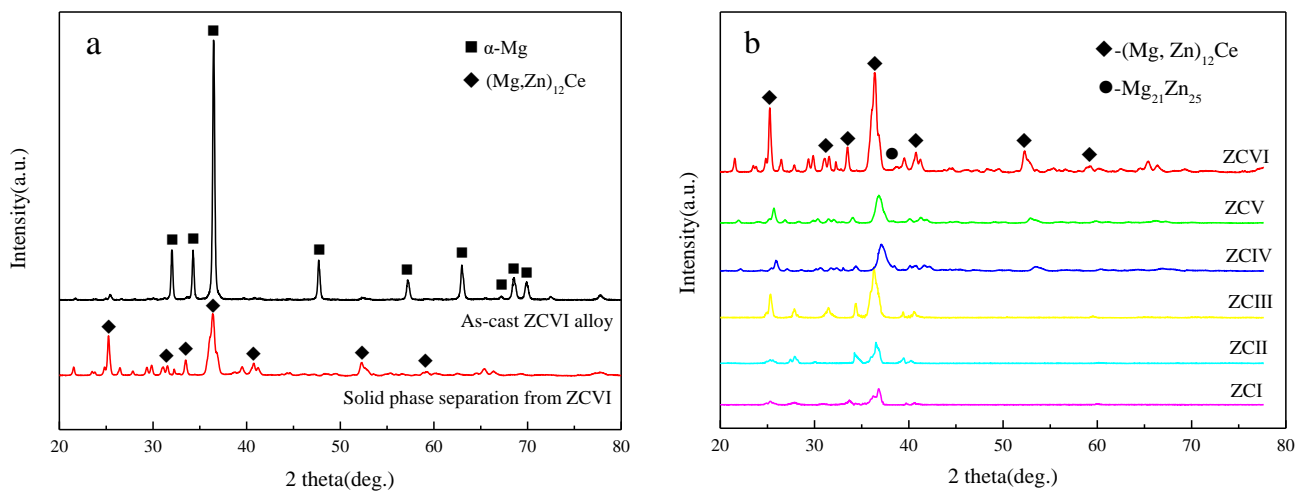 a
■ α-Mg
◆ (Mg,Zn)₁₂Ce
As-cast ZCVI alloy
Solid phase separation from ZCVI
Intensity(a.u.)
20 30 40 50 60 70 80
2 theta(deg.)
b
◆-(Mg, Zn)₁₂Ce
●-Mg₂₁Zn₂₅
ZCVI
ZCV
ZCIV
ZCIII
ZCII
ZCI
Intensity(a.u.)
20 30 40 50 60 70 80
2 theta(deg.)